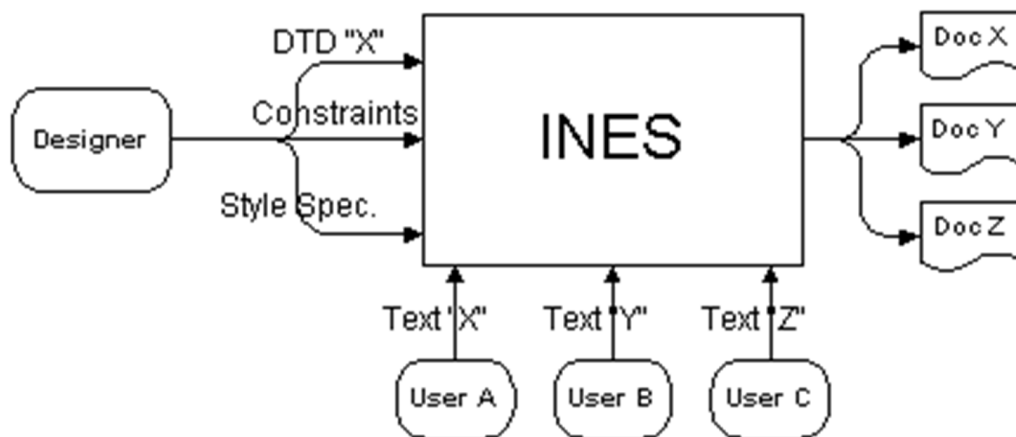 DTD "X"
Doc X
Constraints
Designer
INES
Doc Y
Style Spec.
Doc Z
Text "X"
Text "Y"
Text "Z"
User A
User B
User C